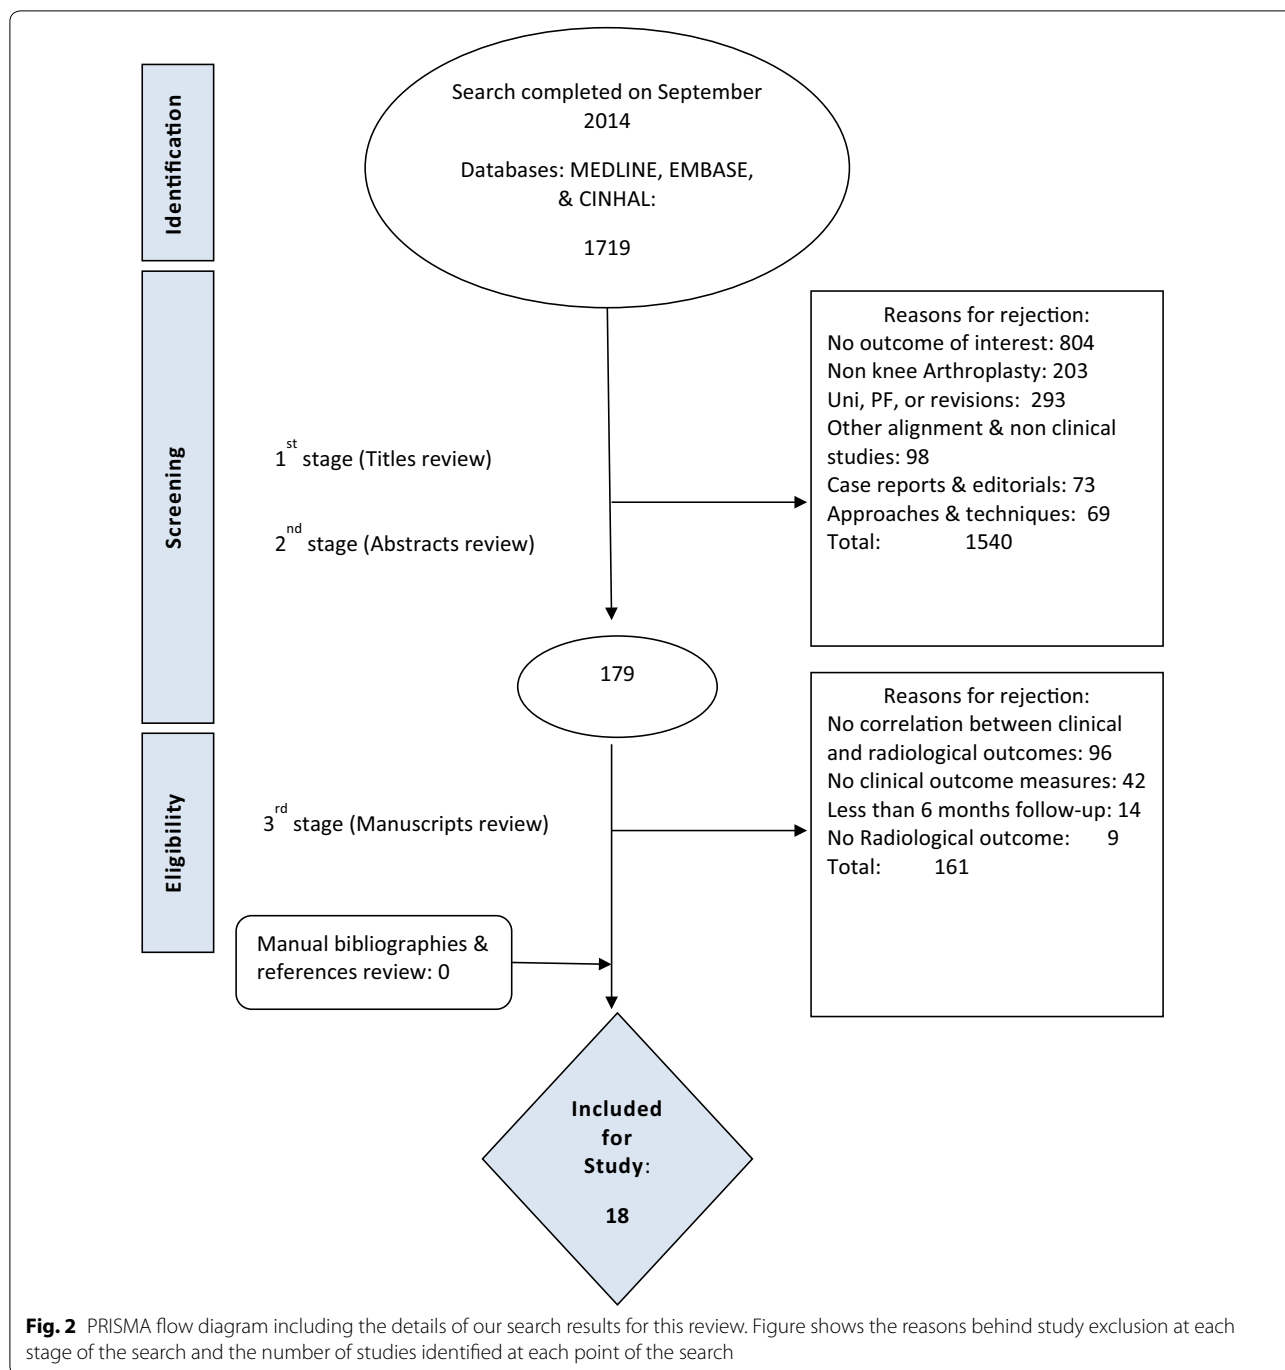 Identification
Search completed on September
2014
Databases: MEDLINE, EMBASE,
& CINHAL:
1719
Screening
1st stage (Titles review)
2nd stage (Abstracts review)
Reasons for rejection:
No outcome of interest: 804
Non knee Arthroplasty: 203
Uni, PF, or revisions: 293
Other alignment & non clinical
studies: 98
Case reports & editorials: 73
Approaches & techniques: 69
Total: 1540
179
Eligibility
3rd stage (Manuscripts review)
Reasons for rejection:
No correlation between clinical
and radiological outcomes: 96
No clinical outcome measures: 42
Less than 6 months follow-up: 14
No Radiological outcome: 9
Total: 161
Manual bibliographies &
references review: 0
Included
for
Study:
18
Fig. 2 PRISMA flow diagram including the details of our search results for this review. Figure shows the reasons behind study exclusion at each
stage of the search and the number of studies identified at each point of the search